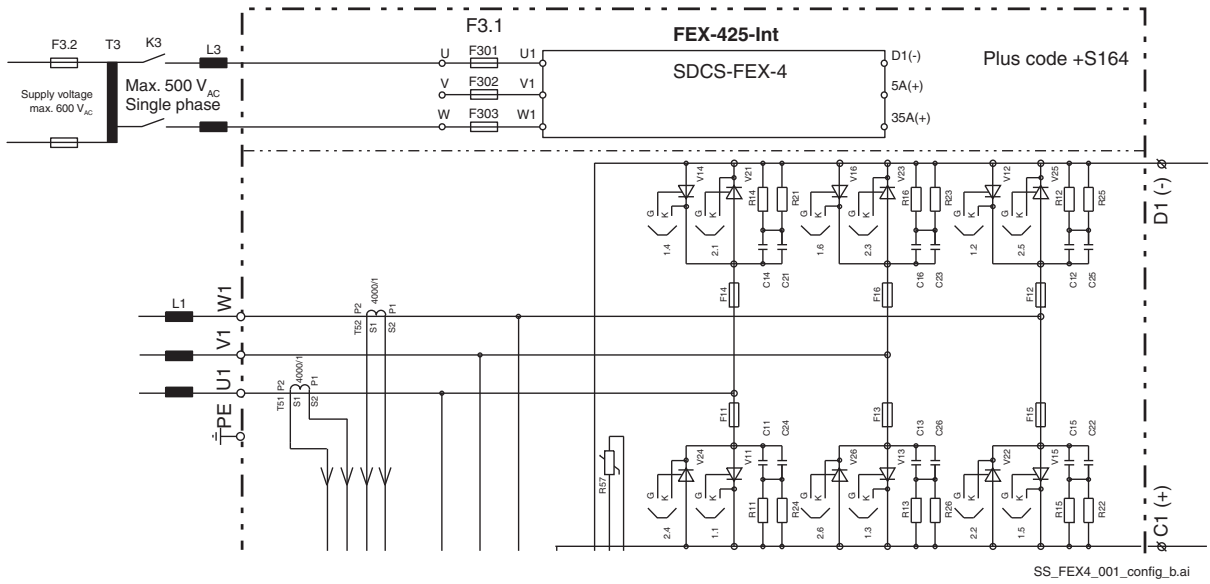 F3.1
FEX-425-Int
F3.2 T3 K3 L3
U F301 U1
SDCS-FEX-4
D1(-)
Plus code +S164
Supply voltage
max. 600 VAC
Max. 500 VAC
Single phase
V F302 V1
5A(+)
W F303 W1
35A(+)
V14 V21 R14 R21 V16 V23 R16 R23 V12 V25 R12 R25
G K G K G K G K G K G K
1.4 2.1 C14 C21 1.6 2.3 C16 C23 1.2 2.5 C12 C25
D1 (-)
F14 F16 F12
L1 W1
T52 P2 S1 4000/1 P1 S2
V1
U1
T51 P2 S1 4000/1 P1 S2
PE
F11 F13 F15
C11 C24 C13 C26 C15 C22
V24 V11 V26 V13 V22 V15
R57
G K G K G K G K G K G K
R11 R24 R13 R26 R15 R22
2.4 1.1 2.6 1.3 2.2 1.5
C1 (+)
SS_FEX4_001_config_b.ai